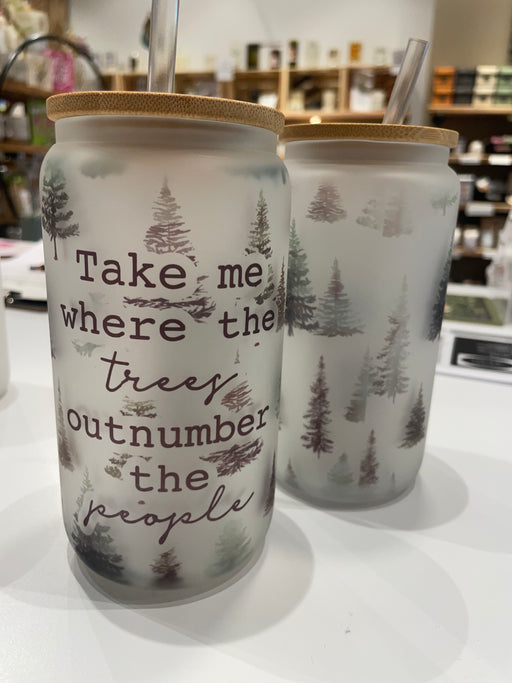 Take me
where the
trees
outnumber
the
people